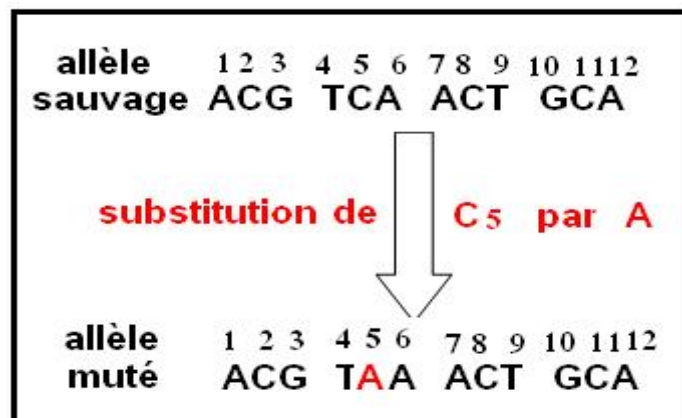 allèle 1 2 3 4 5 6 7 8 9 10 11 12
sauvage ACG TCA ACT GCA
substitution de C5 par A
allèle 1 2 3 4 5 6 7 8 9 10 11 12
muté ACG TAA ACT GCA